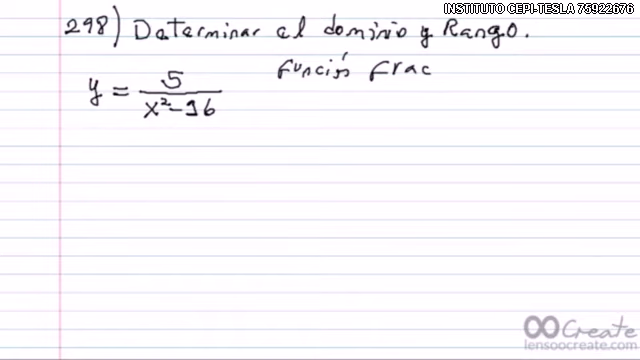 INSTITUTO CEPI-TESLA 75922676
298) Determinar el dominio y Rango.
Función Frac
y = 5 / x²-16
Create
lensoocreate.com